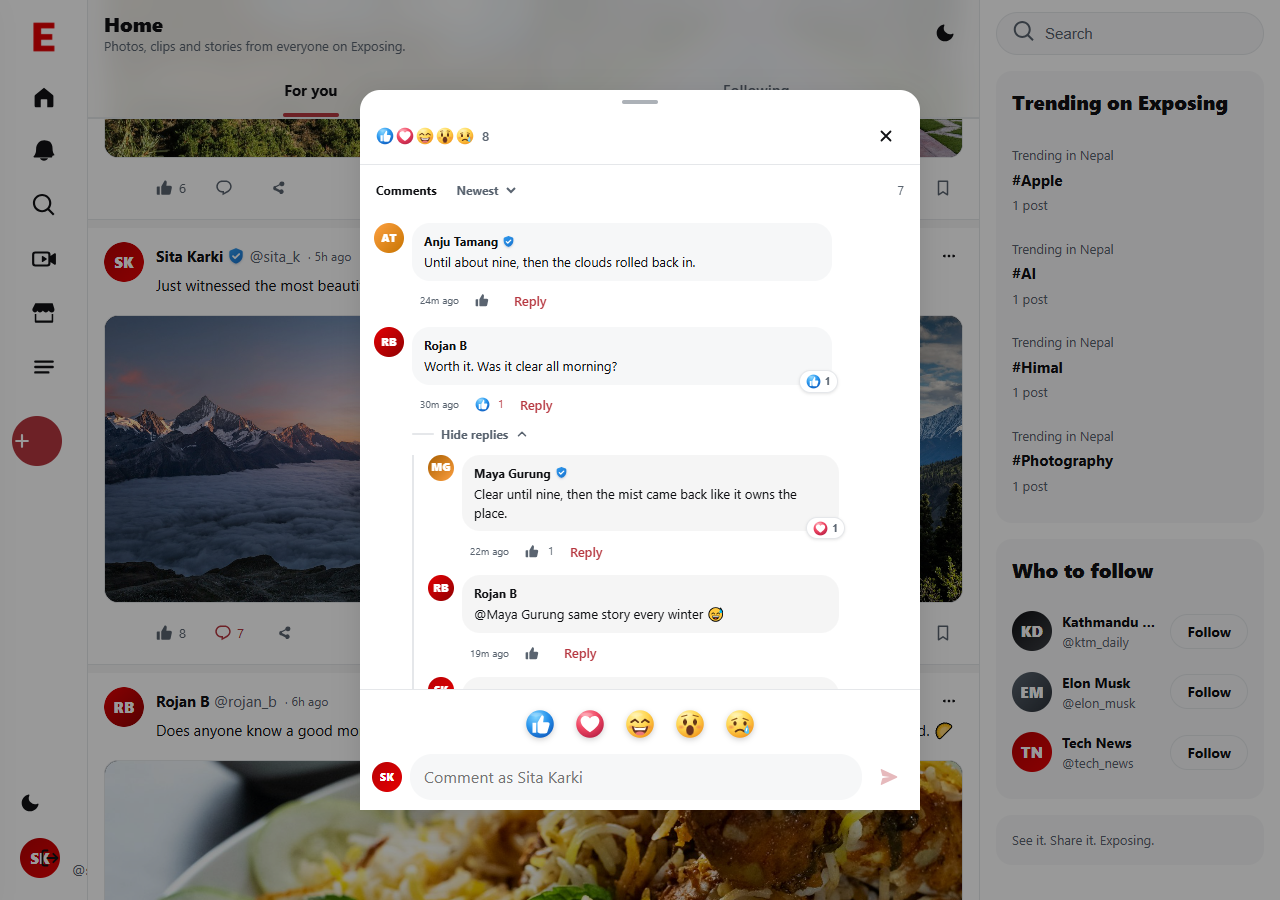 E
Home
Photos, clips and stories from everyone on Exposing.
For you
Following
6
SK
Sita Karki @sita_k · 5h ago
Just witnessed the most beauti
8
7
RB
Rojan B @rojan_b · 6h ago
Does anyone know a good mo
d.
SK
@s
8
Comments
Newest
7
AT
Anju Tamang
Until about nine, then the clouds rolled back in.
24m ago
Reply
RB
Rojan B
Worth it. Was it clear all morning?
1
30m ago
1
Reply
Hide replies
MG
Maya Gurung
Clear until nine, then the mist came back like it owns the
place.
1
22m ago
1
Reply
RB
Rojan B
@Maya Gurung same story every winter 😅
19m ago
Reply
SK
SK
Comment as Sita Karki
Search
Trending on Exposing
Trending in Nepal
#Apple
1 post
Trending in Nepal
#AI
1 post
Trending in Nepal
#Himal
1 post
Trending in Nepal
#Photography
1 post
Who to follow
KD
Kathmandu ...
@ktm_daily
Follow
EM
Elon Musk
@elon_musk
Follow
TN
Tech News
@tech_news
Follow
See it. Share it. Exposing.